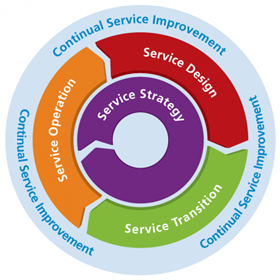 Continual Service Improvement
Service Design
Service Strategy
Service Operation
Service Transition
Continual Service Improvement
Continual Service Improvement